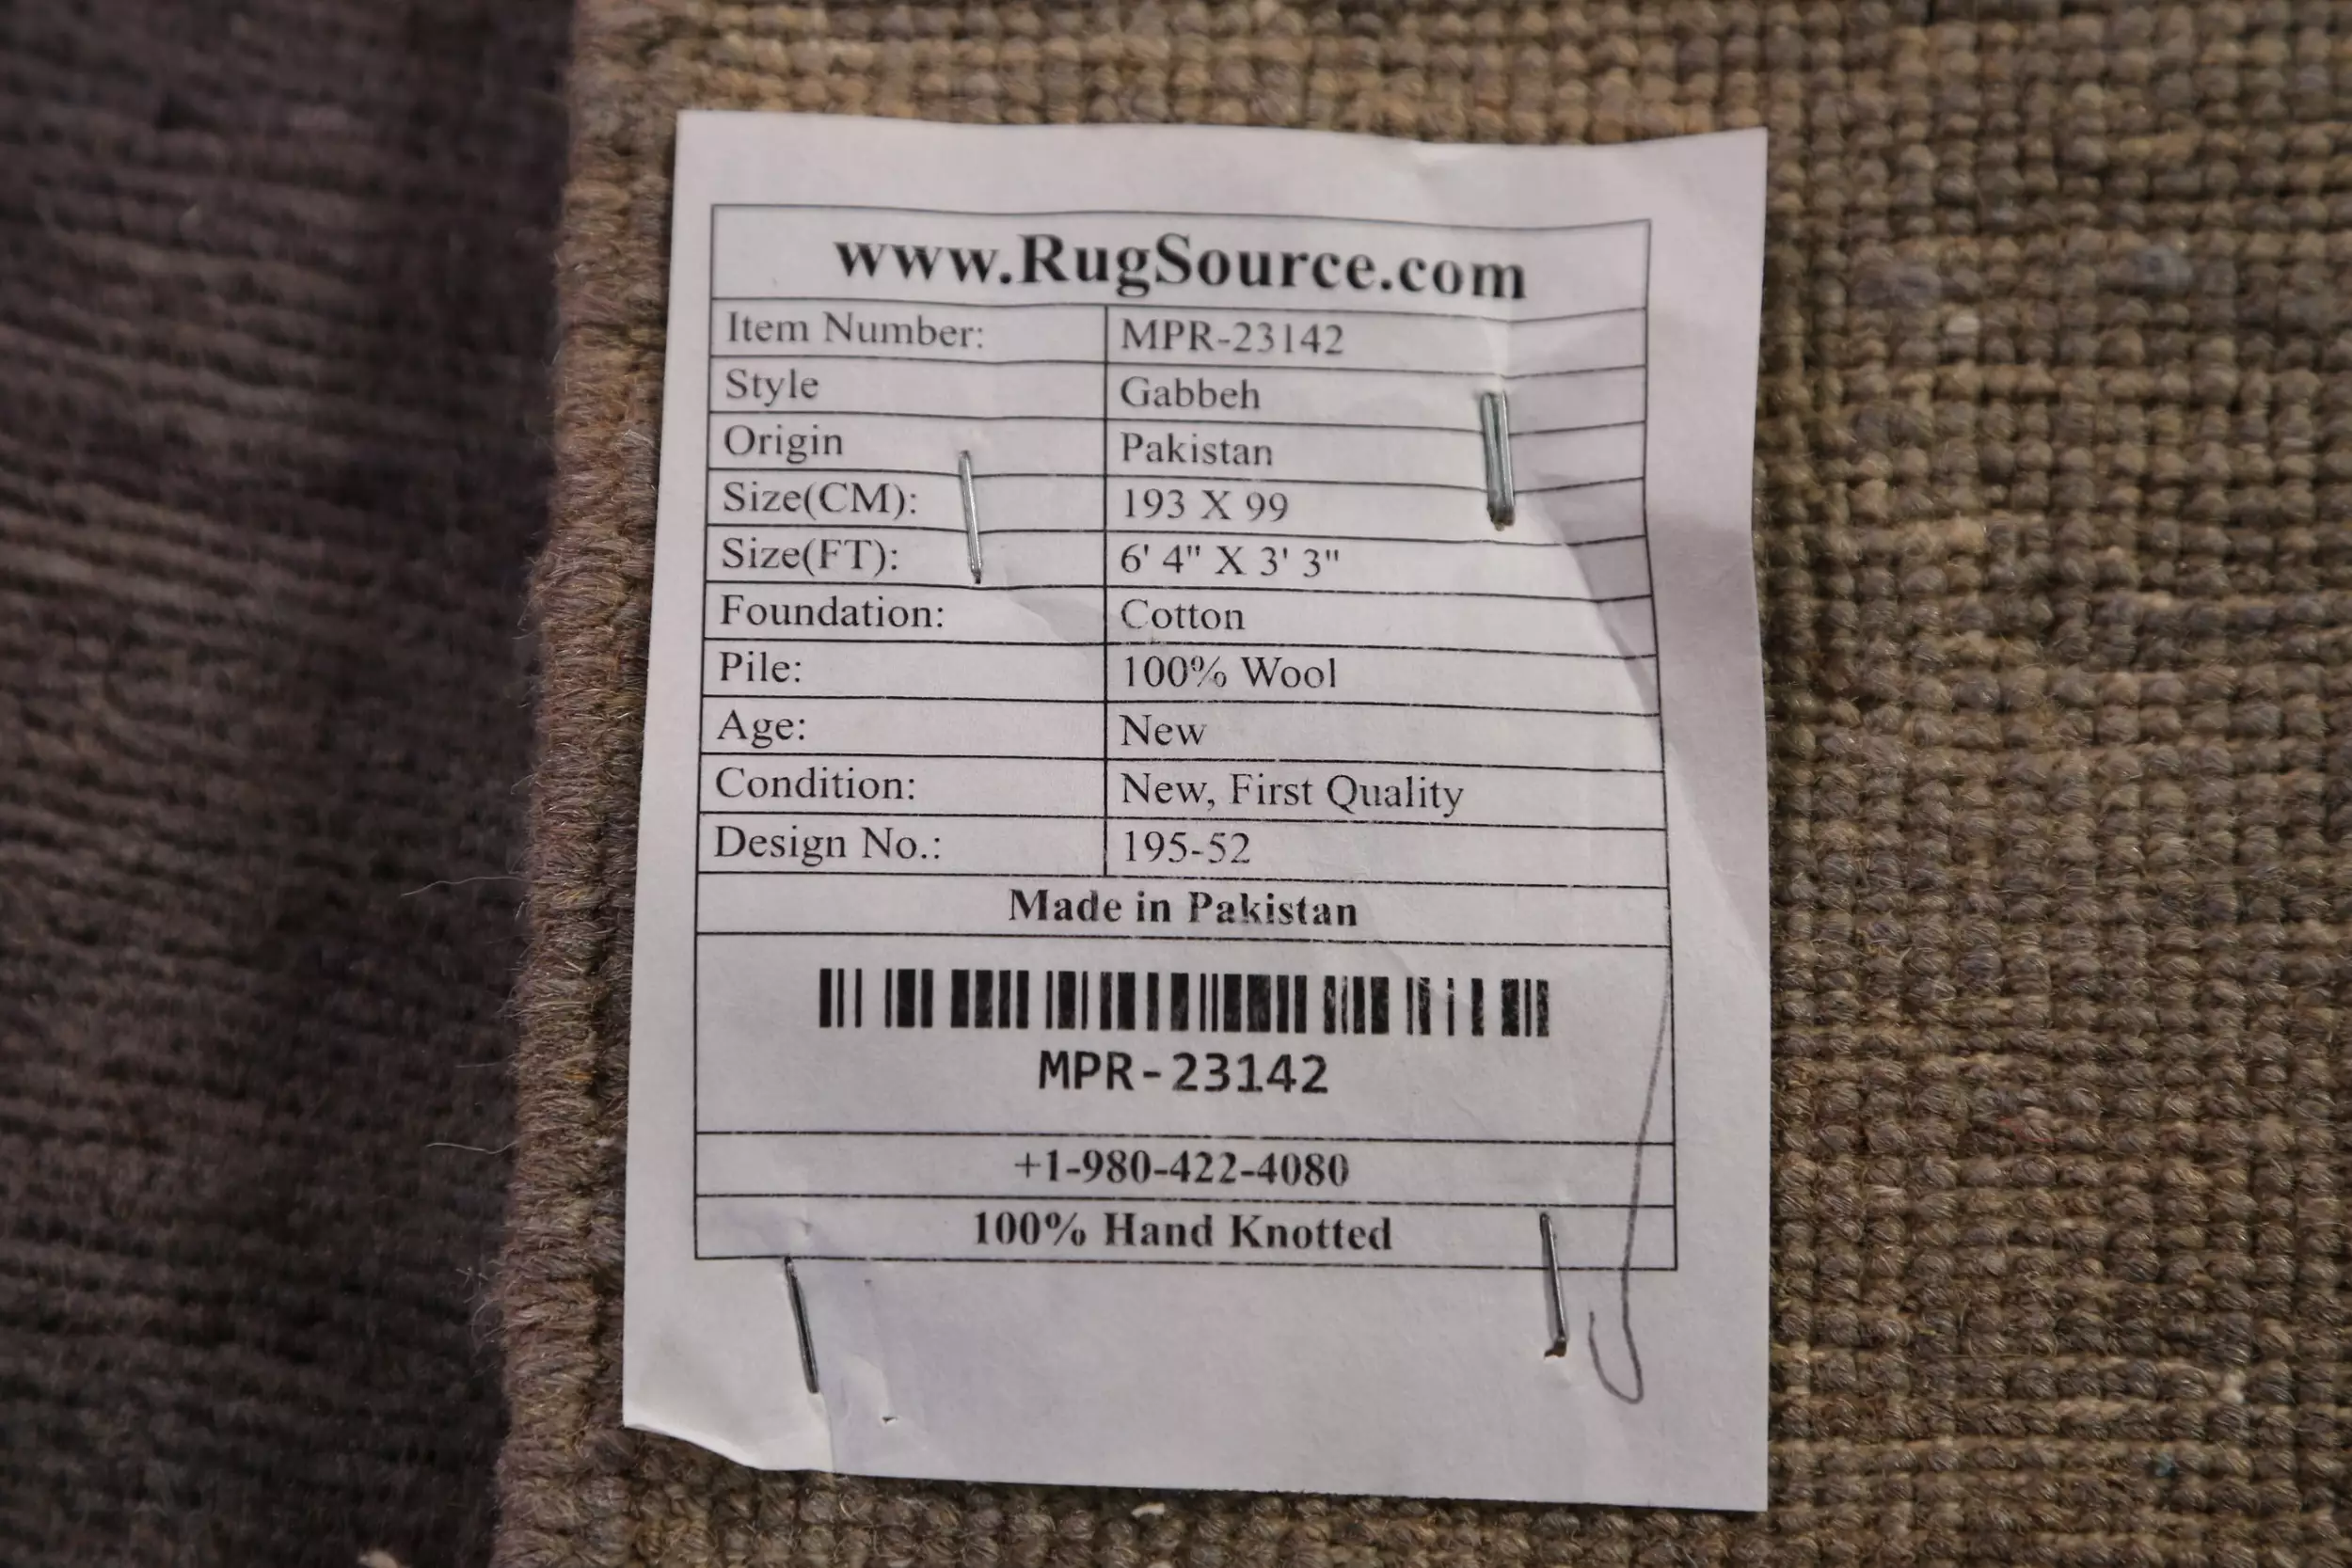 www.RugSource.com
Item Number: MPR-23142
Style Gabbeh
Origin Pakistan
Size(CM): 193 X 99
Size(FT): 6' 4" X 3' 3"
Foundation: Cotton
Pile: 100% Wool
Age: New
Condition: New, First Quality
Design No.: 195-52
Made in Pakistan
MPR-23142
+1-980-422-4080
100% Hand Knotted